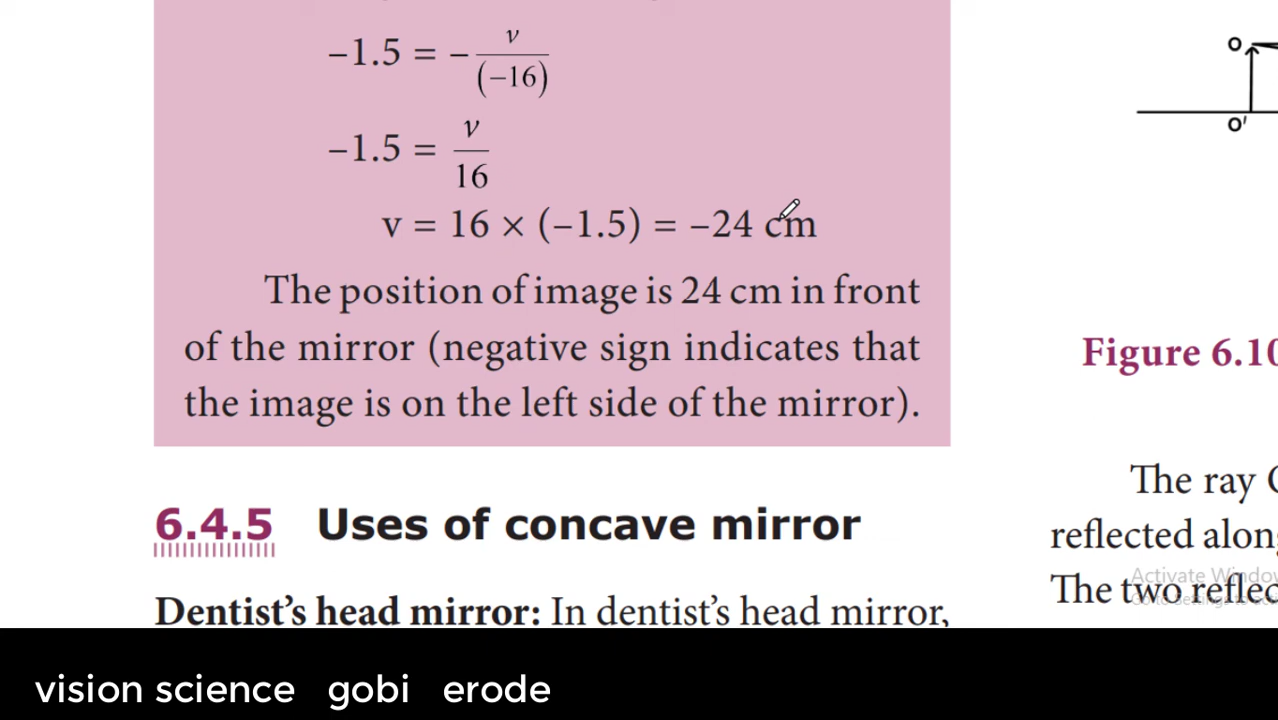 −1.5 = − v/(−16)
−1.5 = v/16
v = 16 × (−1.5) = −24 cm
The position of image is 24 cm in front
of the mirror (negative sign indicates that
the image is on the left side of the mirror).
6.4.5 Uses of concave mirror
Dentist's head mirror: In dentist's head mirror,
O
O'
Figure 6.10
The ray
reflected along
The two reflec
Activate Window
vision science gobi erode